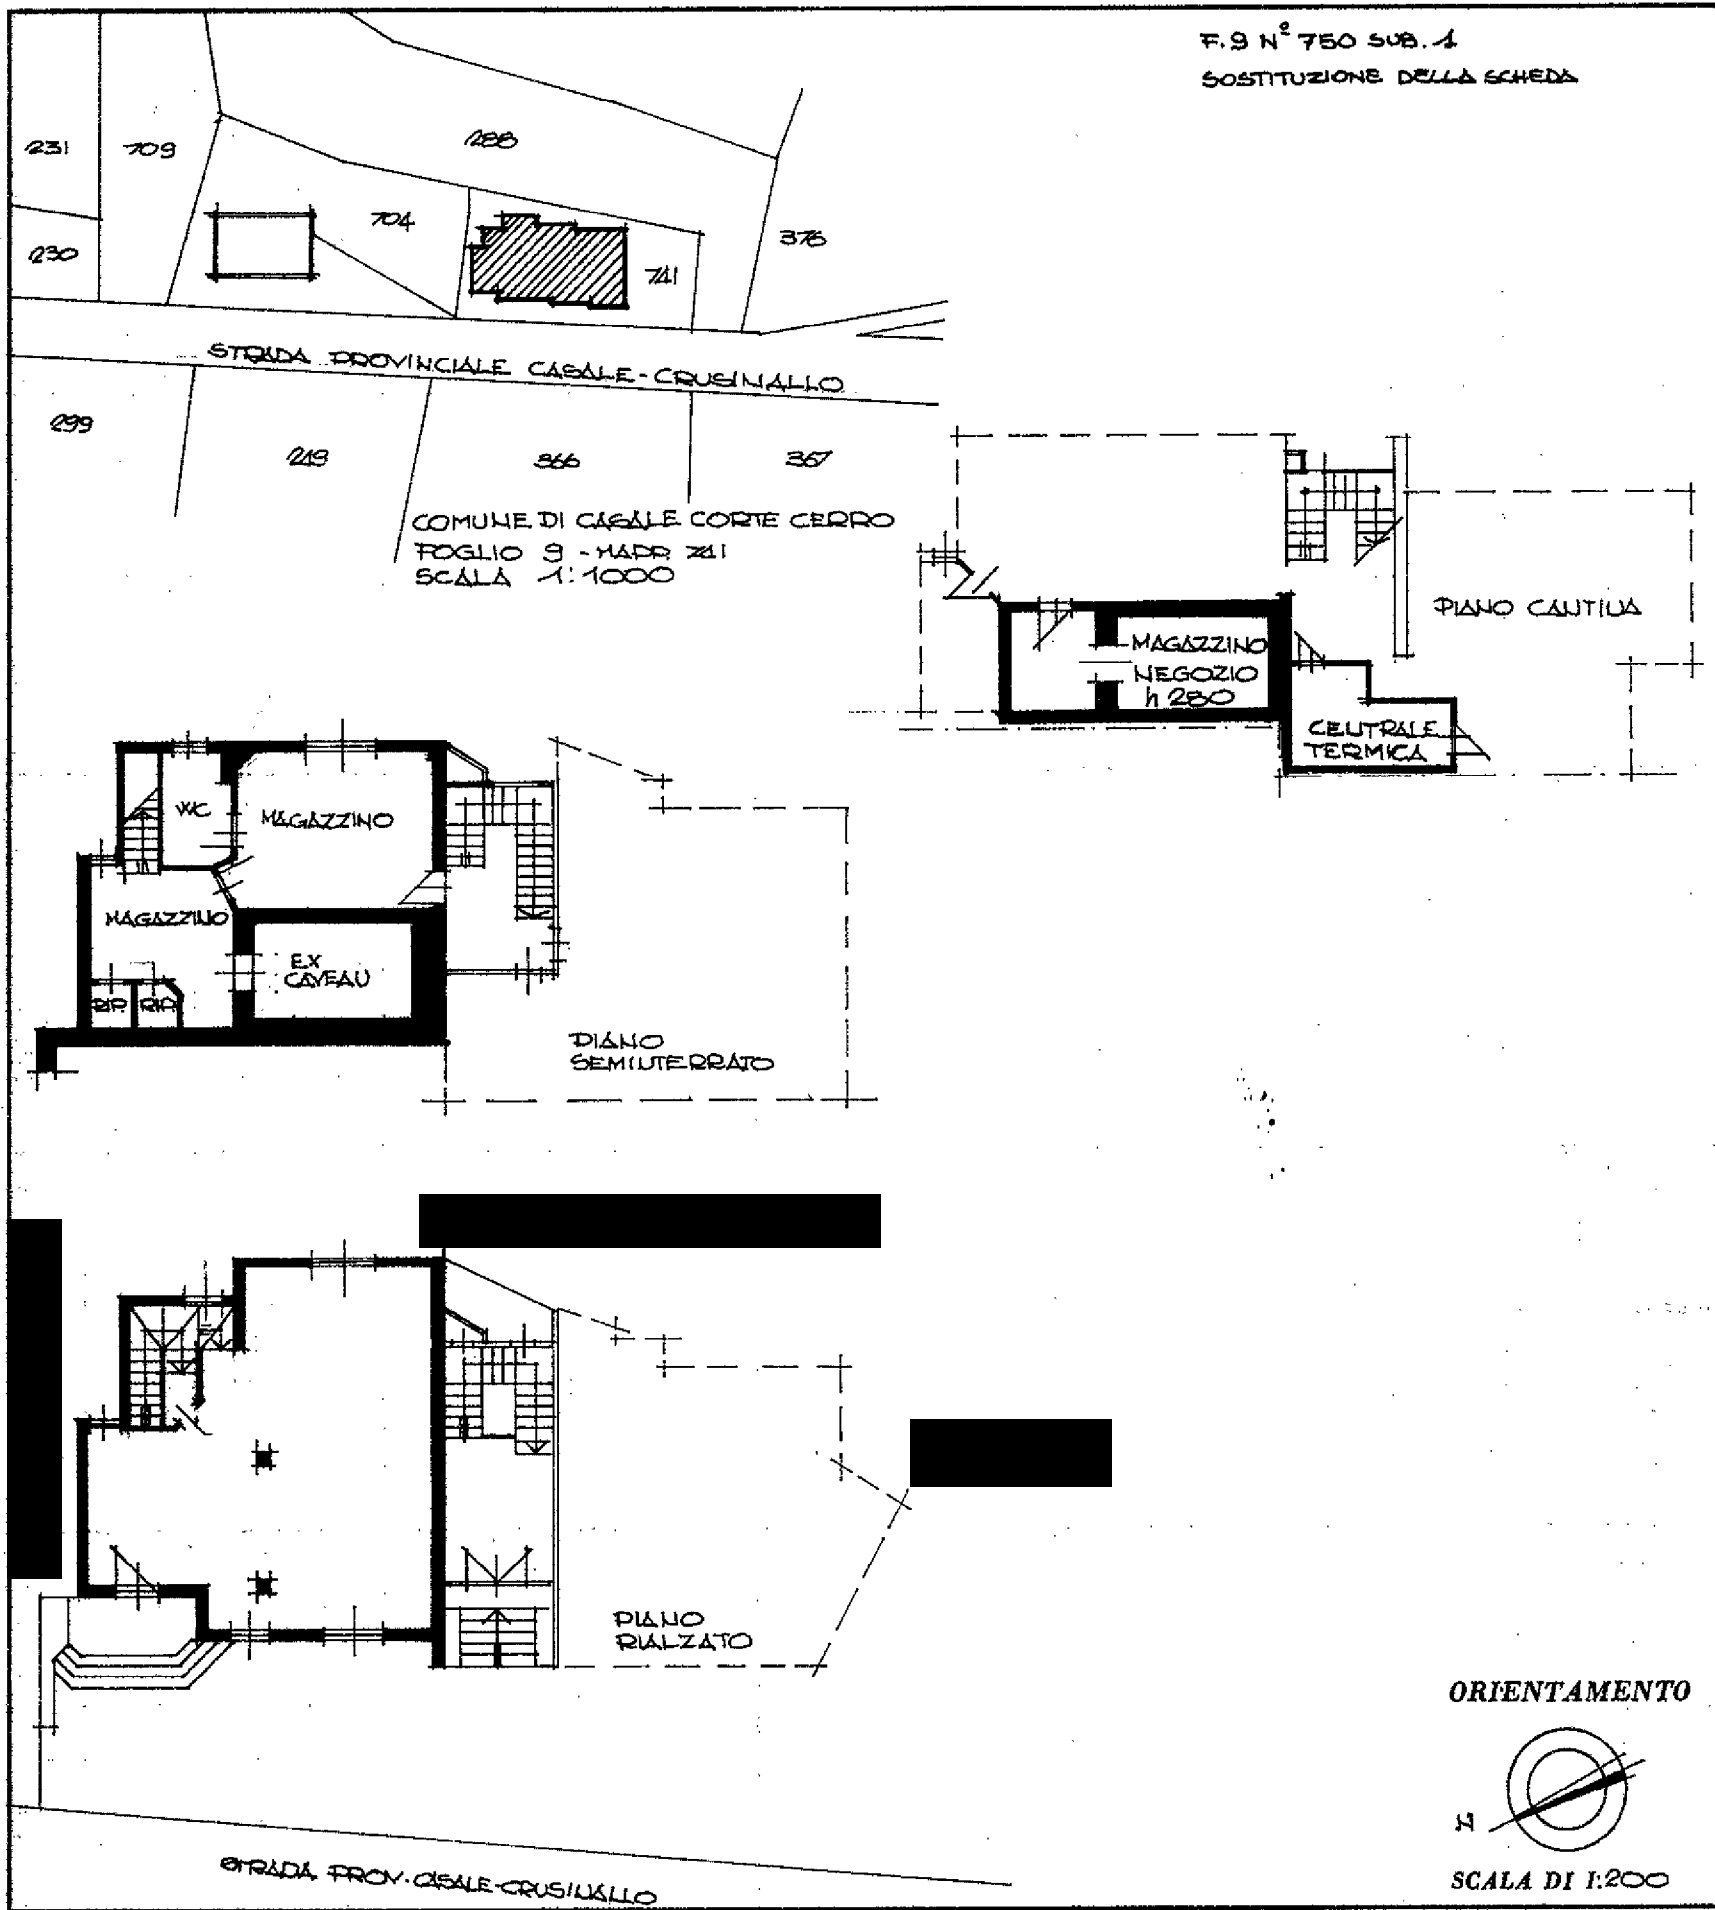 F.9 N° 750 SUB. 1
SOSTITUZIONE DELLA SCHEDA
231
709
288
704
230
741
376
STRADA PROVINCIALE CASALE-CRUSINALLO
299
249
366
367
COMUNE DI CASALE CORTE CERRO
FOGLIO 9 - MAPP. 741
SCALA 1:1000
PIANO CANTINA
MAGAZZINO
NEGOZIO
h 280
CENTRALE
TERMICA
WC
MAGAZZINO
MAGAZZINO
EX
CAVEAU
RIP.
RIP.
PIANO
SEMINTERRATO
PIANO
RIALZATO
ORIENTAMENTO
N
SCALA DI 1:200
STRADA PROV. CASALE-CRUSINALLO